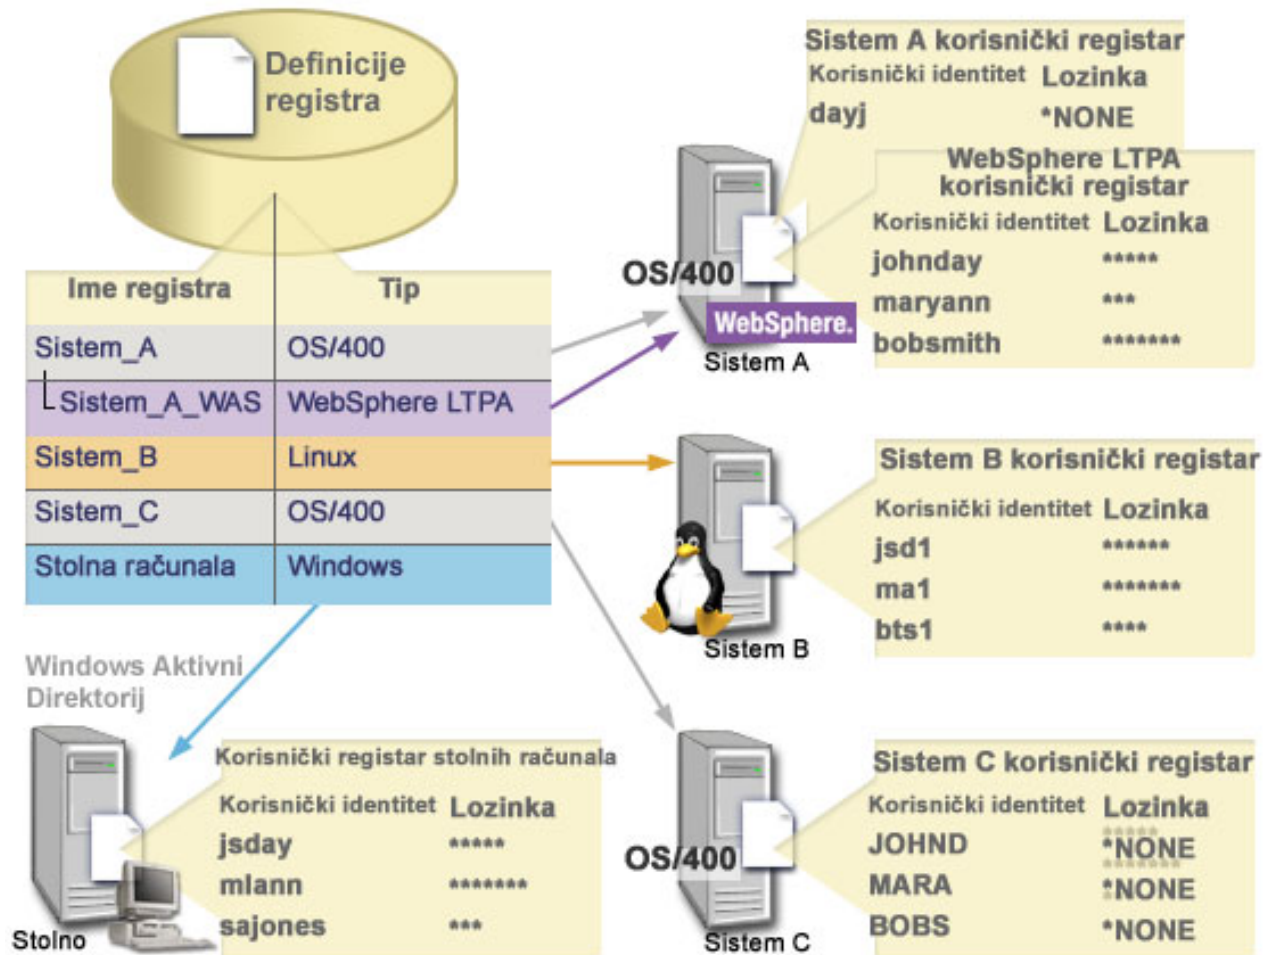 Definicije
registra
Ime registra Tip
Sistem_A OS/400
Sistem_A_WAS WebSphere LTPA
Sistem_B Linux
Sistem_C OS/400
Stolna računala Windows
Sistem A korisnički registar
Korisnički identitet Lozinka
dayj *NONE
WebSphere LTPA
korisnički registar
Korisnički identitet Lozinka
johnday *****
maryann ***
bobsmith *******
OS/400
WebSphere.
Sistem A
Sistem B korisnički registar
Korisnički identitet Lozinka
jsd1 ******
ma1 *******
bts1 ****
Sistem B
Windows Aktivni
Direktorij
Korisnički registar stolnih računala
Korisnički identitet Lozinka
jsday *****
mlann *******
sajones ***
Stolno
Sistem C korisnički registar
Korisnički identitet Lozinka
JOHND *NONE
MARA *NONE
BOBS *NONE
OS/400
Sistem C